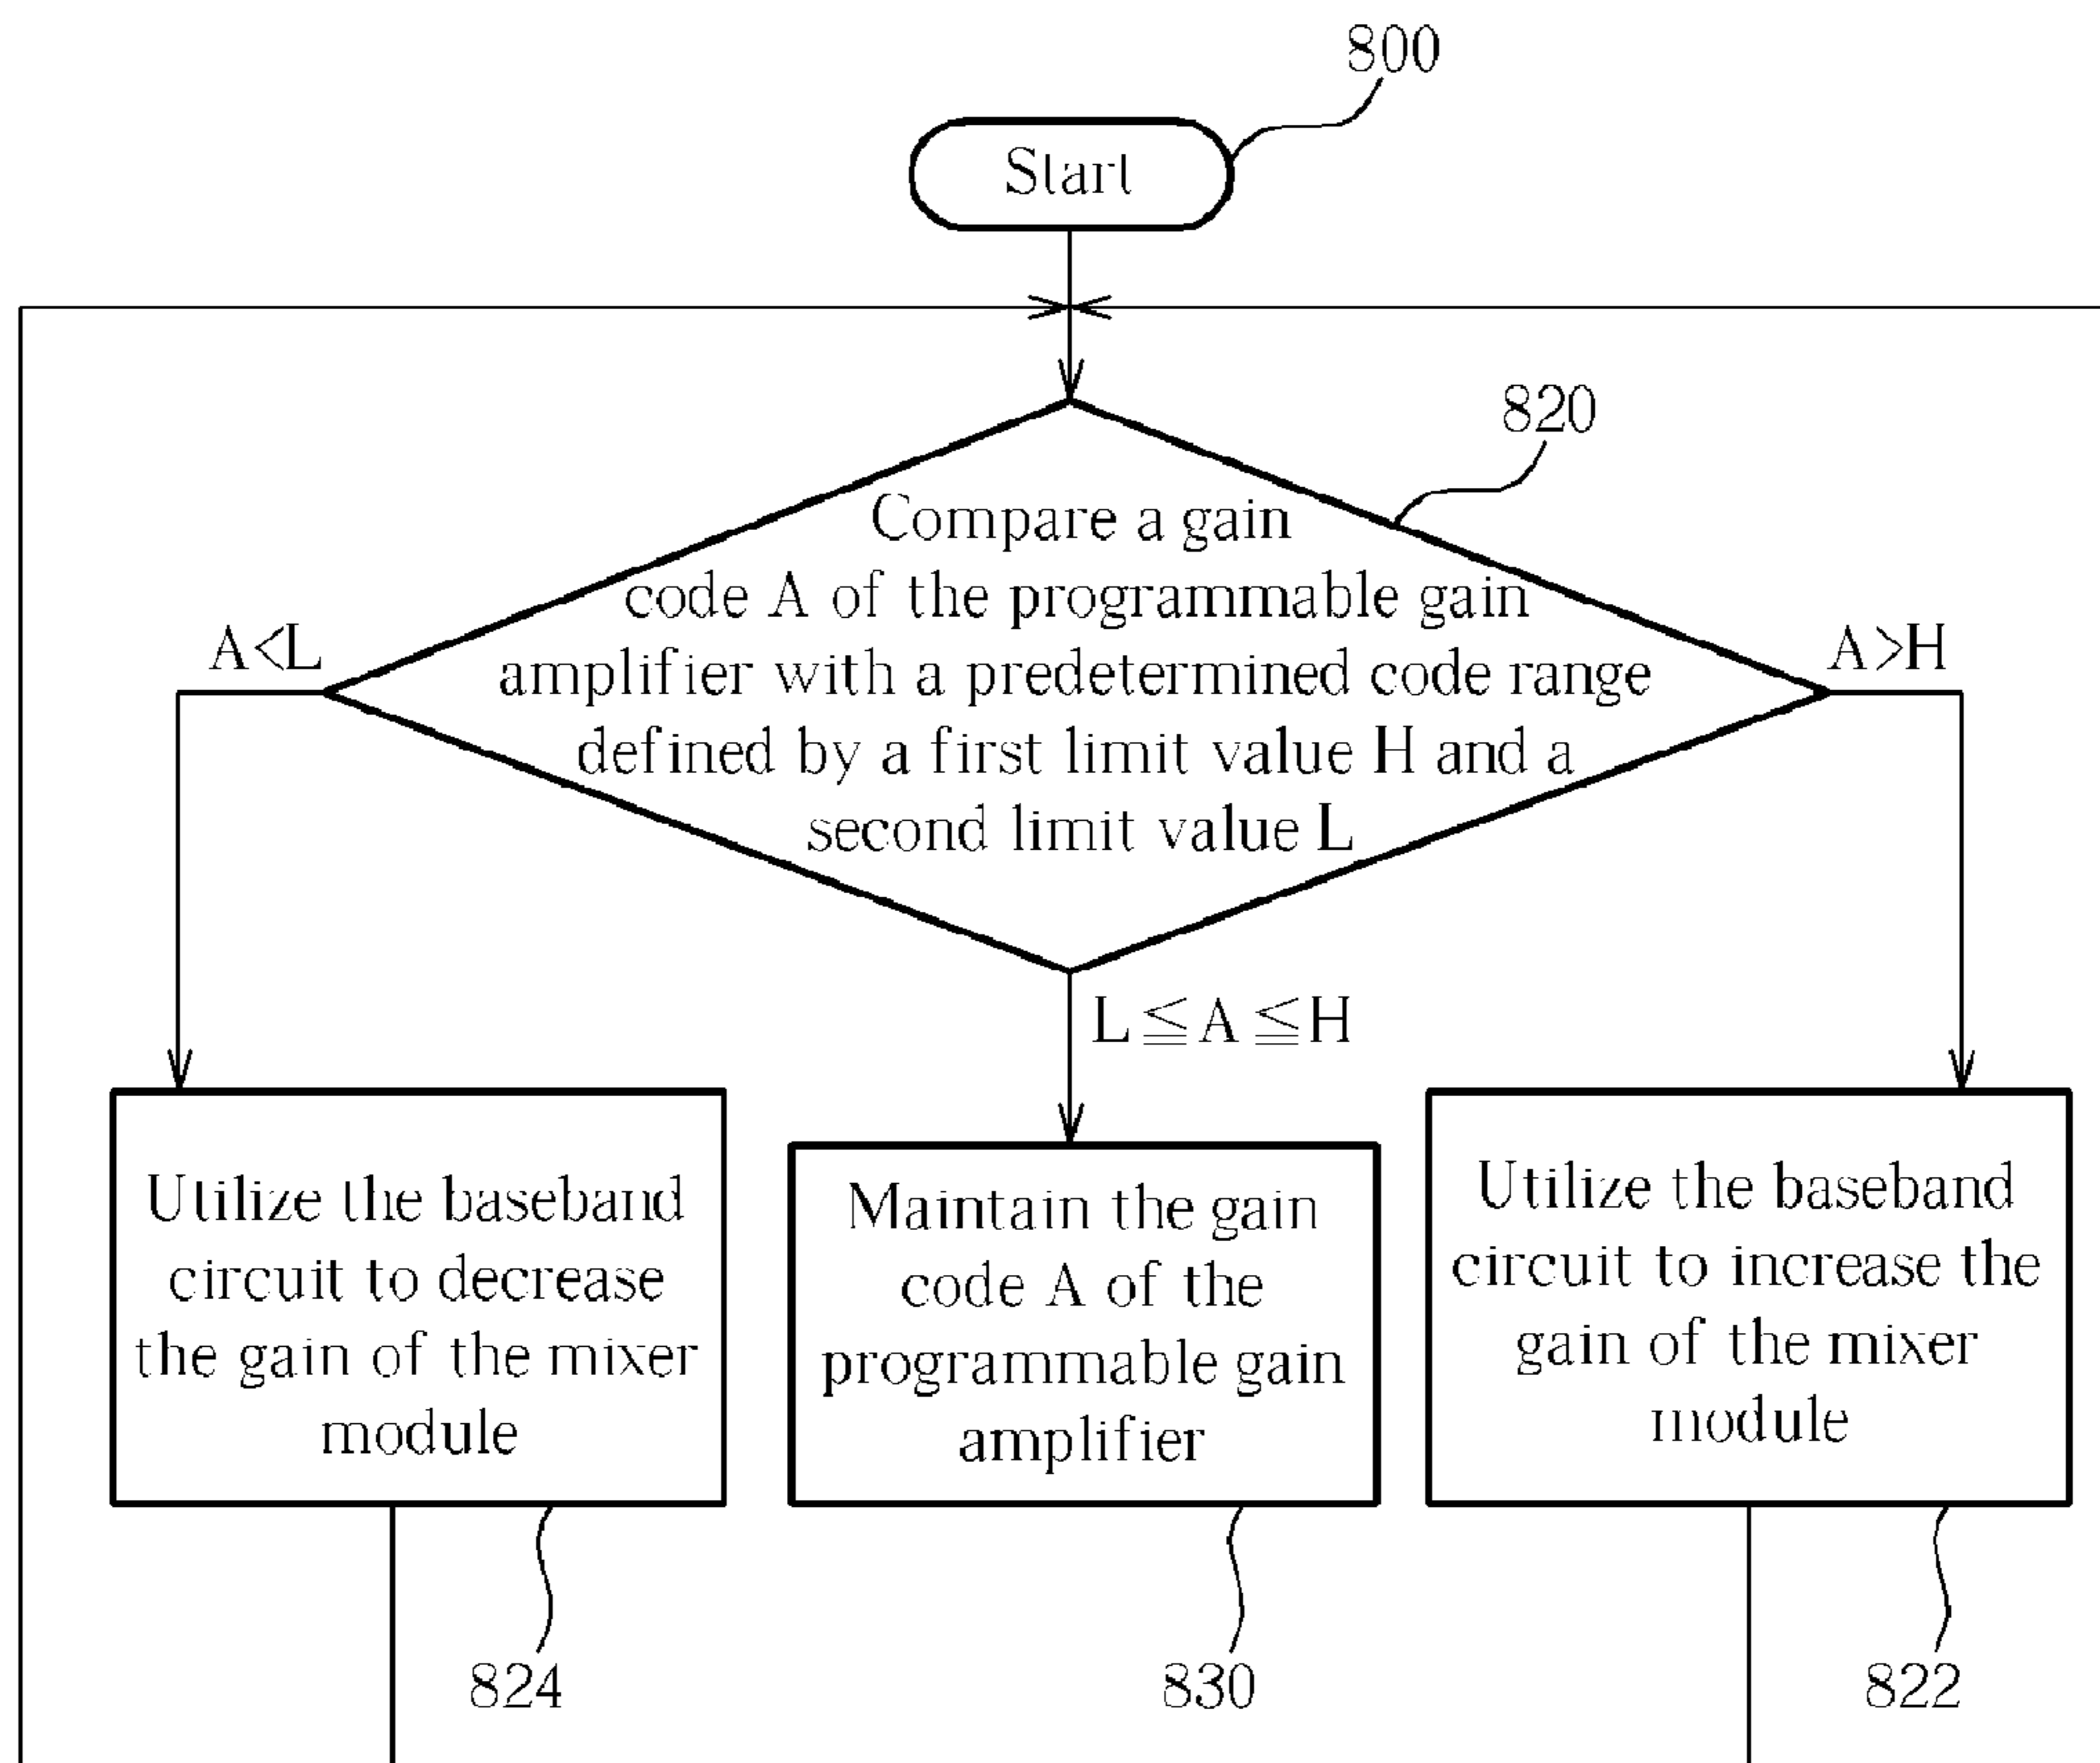 800
Start
820
Compare a gain
code A of the programmable gain
amplifier with a predetermined code range
defined by a first limit value H and a
second limit value L
A<L
A>H
L≦A≦H
Utilize the baseband
circuit to decrease
the gain of the mixer
module
Maintain the gain
code A of the
programmable gain
amplifier
Utilize the baseband
circuit to increase the
gain of the mixer
module
824
830
822